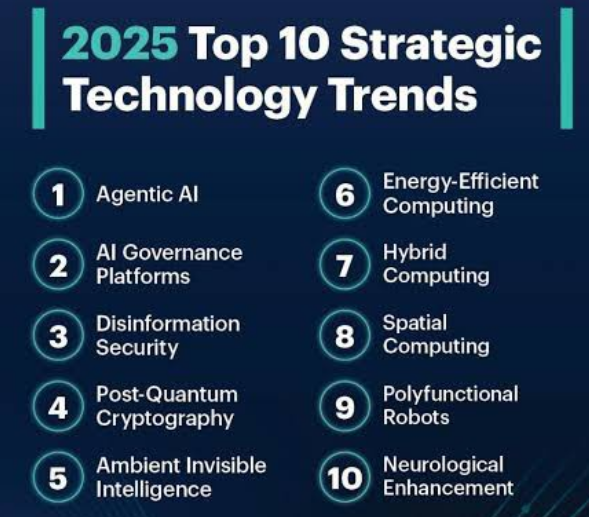 2025 Top 10 Strategic
Technology Trends
1 Agentic AI
2 AI Governance
Platforms
3 Disinformation
Security
4 Post-Quantum
Cryptography
5 Ambient Invisible
Intelligence
6 Energy-Efficient
Computing
7 Hybrid
Computing
8 Spatial
Computing
9 Polyfunctional
Robots
10 Neurological
Enhancement